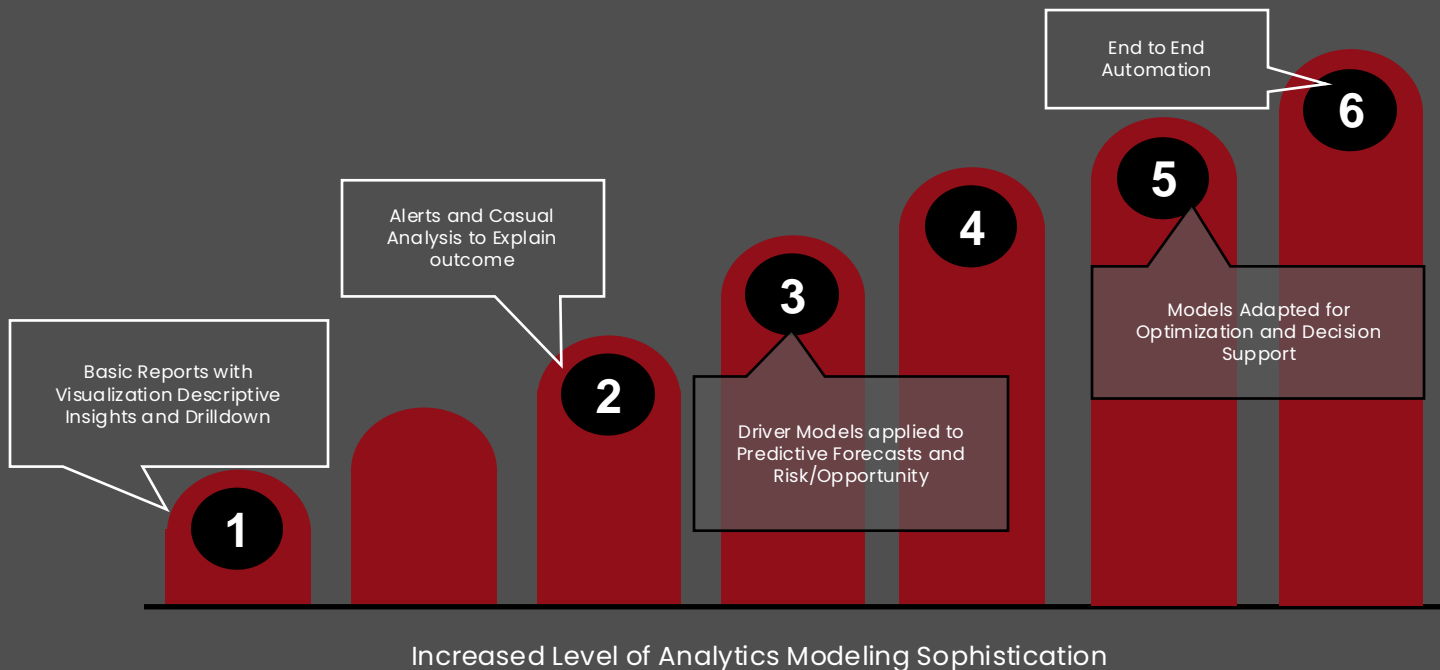 End to End
Automation
6
5
Alerts and Casual
Analysis to Explain
outcome
4
3
Models Adapted for
Optimization and Decision
Support
Basic Reports with
Visualization Descriptive
Insights and Drilldown
2
Driver Models applied to
Predictive Forecasts and
Risk/Opportunity
1
Increased Level of Analytics Modeling Sophistication